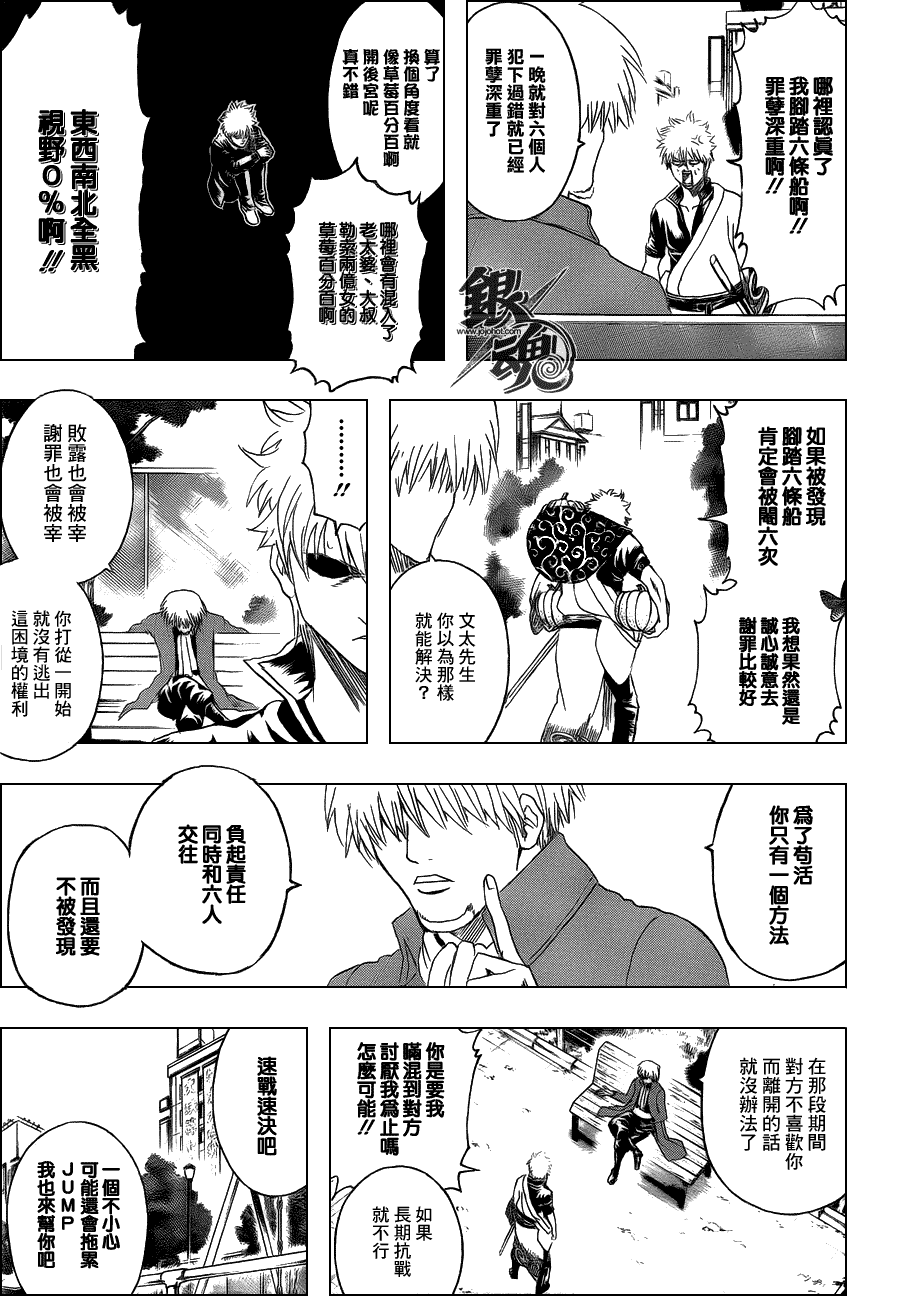 哪裡認真了
我腳踏六條船啊!!
罪孽深重啊!!
一晚就對六個人
犯下過錯就已經
罪孽深重了
銀魂
www.jojohot.com
算了
換個角度看就
像草莓百分百啊
開後宮呢
真不錯
哪裡會有混入了
老太婆、大叔
勒索兩億女的
草莓百分百啊
東西南北全黑
視野0%啊!!
如果被發現
腳踏六條船
肯定會被閹六次
我想果然還是
誠心誠意去
謝罪比較好
文太先生
你以為那樣
就能解決?
……!!
敗露也會被宰
謝罪也會被宰
你打從一開始
就沒有逃出
這困境的權利
為了苟活
你只有一個方法
負起責任
同時和六人
交往
而且還要
不被發現
在那段期間
對方不喜歡你
而離開的話
就沒辦法了
你是要我
瞞混到對方
討厭我為止嗎
怎麼可能!!
如果
長期抗戰
就不行
速戰速決吧
一個不小心
可能還會拖累
JUMP
我也來幫你吧